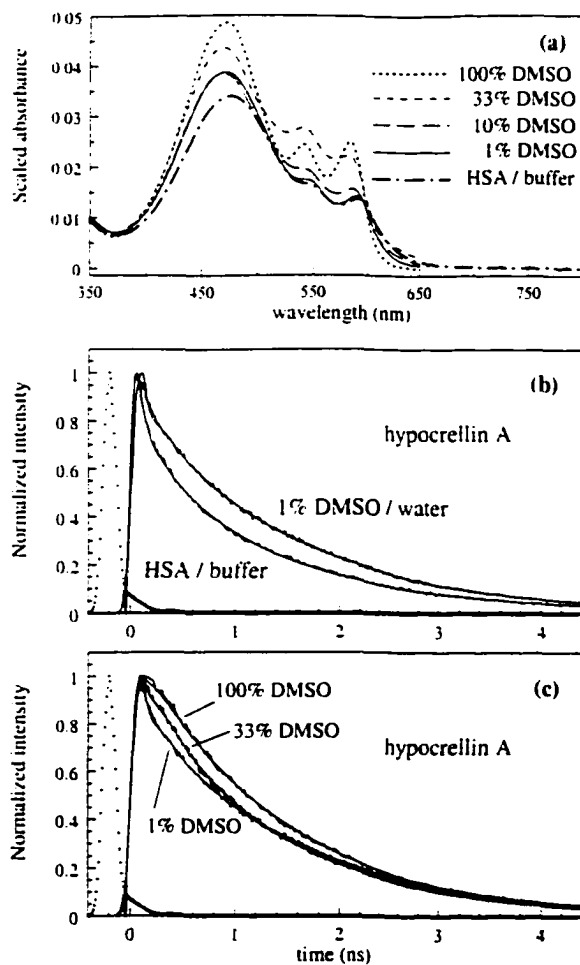 (a)
0.05
0.04
0.03
0.02
0.01
0
Scaled absorbance
100% DMSO
33% DMSO
10% DMSO
1% DMSO
HSA / buffer
350 450 550 650 750
wavelength (nm)
(b)
1
0.8
0.6
0.4
0.2
0
Normalized intensity
hypocrellin A
1% DMSO / water
HSA / buffer
0 1 2 3 4
(c)
1
0.8
0.6
0.4
0.2
0
Normalized intensity
100% DMSO
33% DMSO
hypocrellin A
1% DMSO
0 1 2 3 4
time (ns)